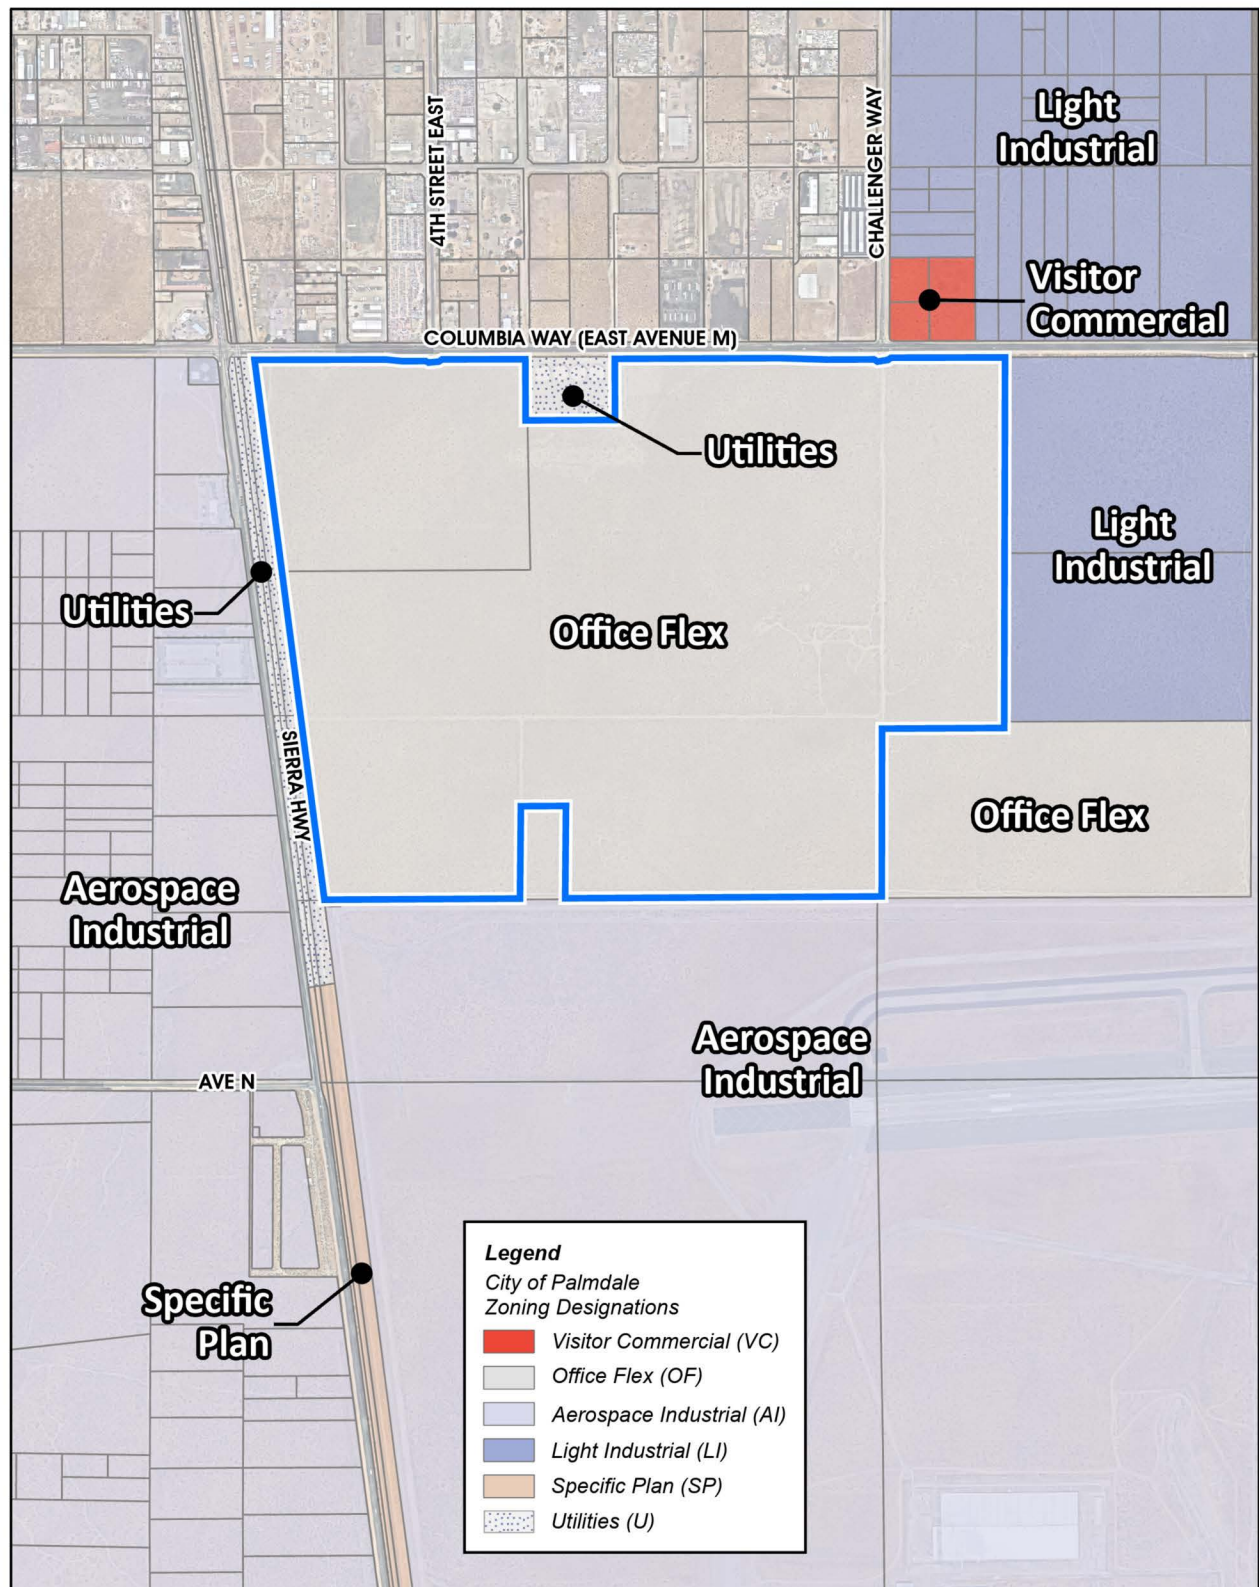 4TH STREET EAST
CHALLENGER WAY
Light
Industrial
Visitor
Commercial
COLUMBIA WAY (EAST AVENUE M)
Utilities
Light
Industrial
Utilities
Office Flex
SIERRA HWY
Office Flex
Aerospace
Industrial
Aerospace
Industrial
AVE N
Specific
Plan
Legend
City of Palmdale
Zoning Designations
Visitor Commercial (VC)
Office Flex (OF)
Aerospace Industrial (AI)
Light Industrial (LI)
Specific Plan (SP)
Utilities (U)